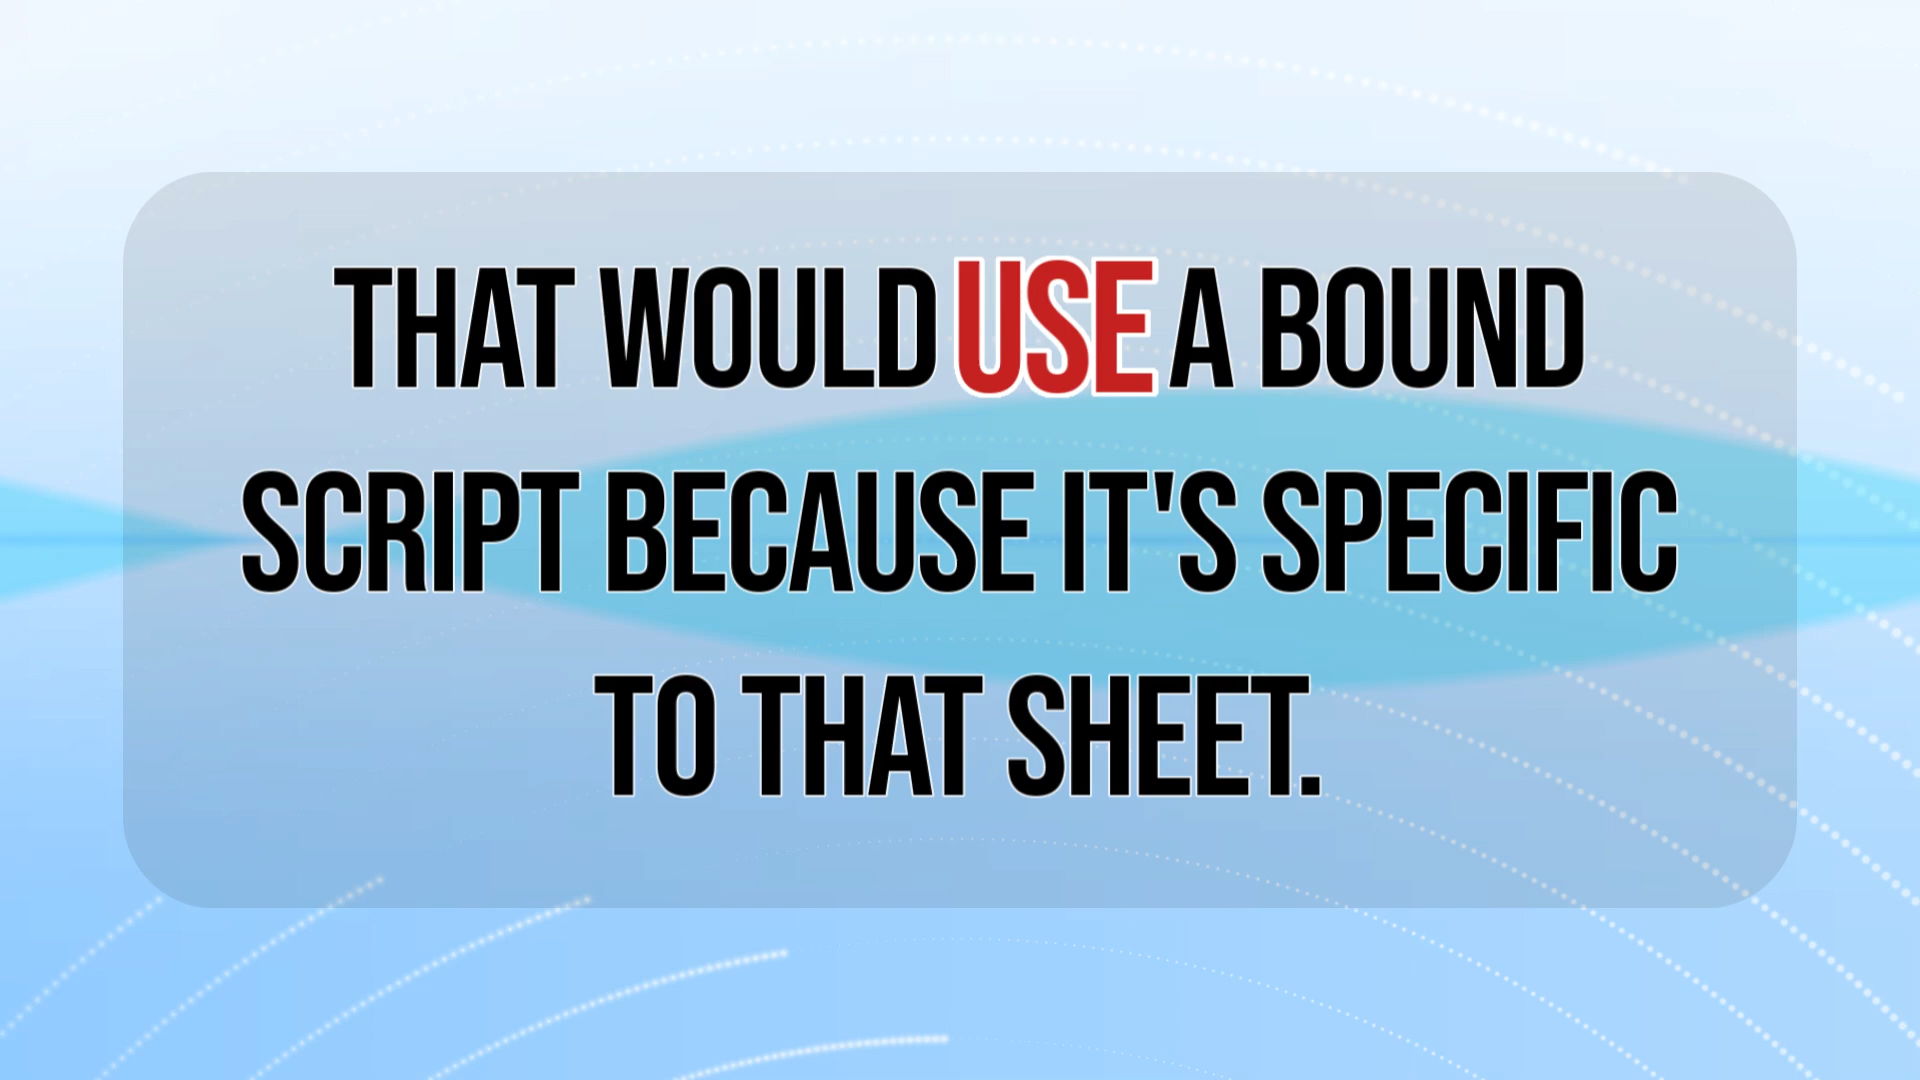 THAT WOULD USE A BOUND
SCRIPT BECAUSE IT'S SPECIFIC
TO THAT SHEET.